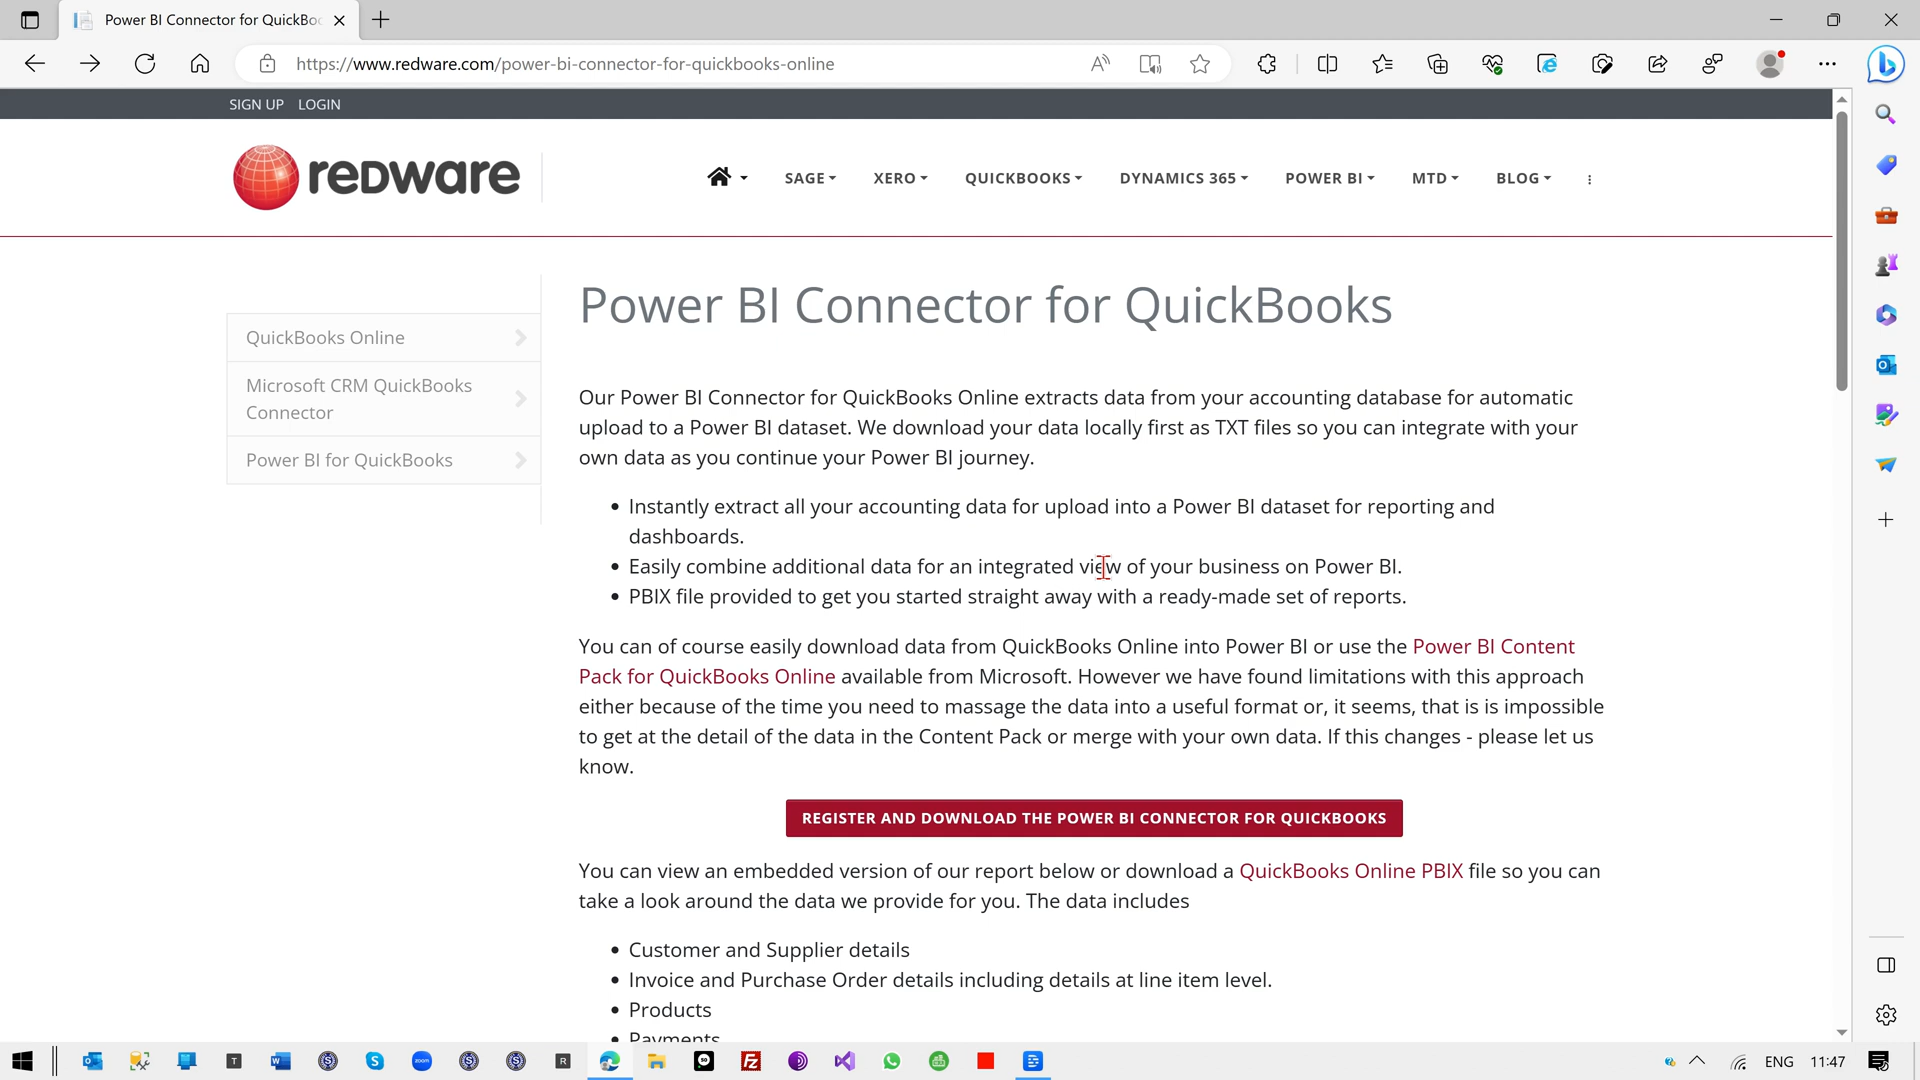 Power BI Connector for QuickBo
https://www.redware.com/power-bi-connector-for-quickbooks-online
SIGN UP LOGIN
redware
SAGE XERO QUICKBOOKS DYNAMICS 365 POWER BI MTD BLOG
QuickBooks Online
Microsoft CRM QuickBooks
Connector
Power BI for QuickBooks
Power BI Connector for QuickBooks
Our Power BI Connector for QuickBooks Online extracts data from your accounting database for automatic
upload to a Power BI dataset. We download your data locally first as TXT files so you can integrate with your
own data as you continue your Power BI journey.
• Instantly extract all your accounting data for upload into a Power BI dataset for reporting and
dashboards.
• Easily combine additional data for an integrated view of your business on Power BI.
• PBIX file provided to get you started straight away with a ready-made set of reports.
You can of course easily download data from QuickBooks Online into Power BI or use the Power BI Content
Pack for QuickBooks Online available from Microsoft. However we have found limitations with this approach
either because of the time you need to massage the data into a useful format or, it seems, that is is impossible
to get at the detail of the data in the Content Pack or merge with your own data. If this changes - please let us
know.
REGISTER AND DOWNLOAD THE POWER BI CONNECTOR FOR QUICKBOOKS
You can view an embedded version of our report below or download a QuickBooks Online PBIX file so you can
take a look around the data we provide for you. The data includes
• Customer and Supplier details
• Invoice and Purchase Order details including details at line item level.
• Products
• Payments
ENG 11:47